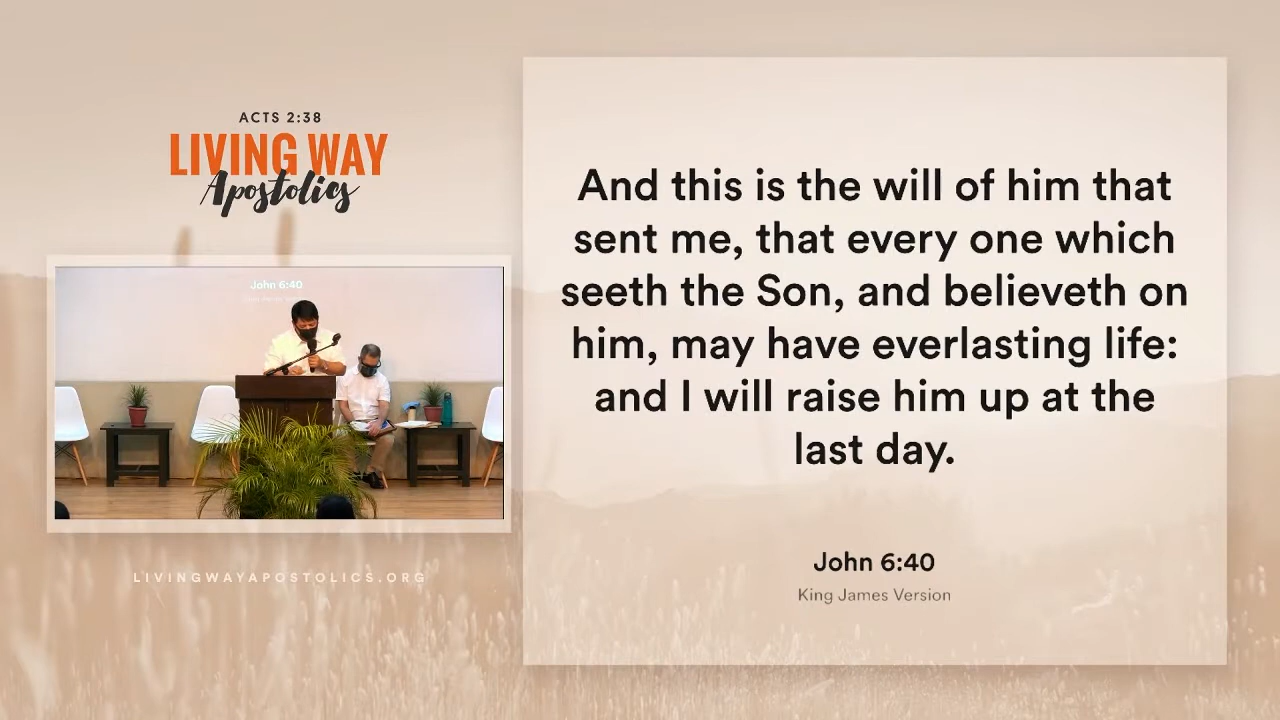 ACTS 2:38
LIVING WAY
Apostolics
John 6:40
LIVINGWAYAPOSTOLICS.ORG
And this is the will of him that
sent me, that every one which
seeth the Son, and believeth on
him, may have everlasting life:
and I will raise him up at the
last day.
John 6:40
King James Version